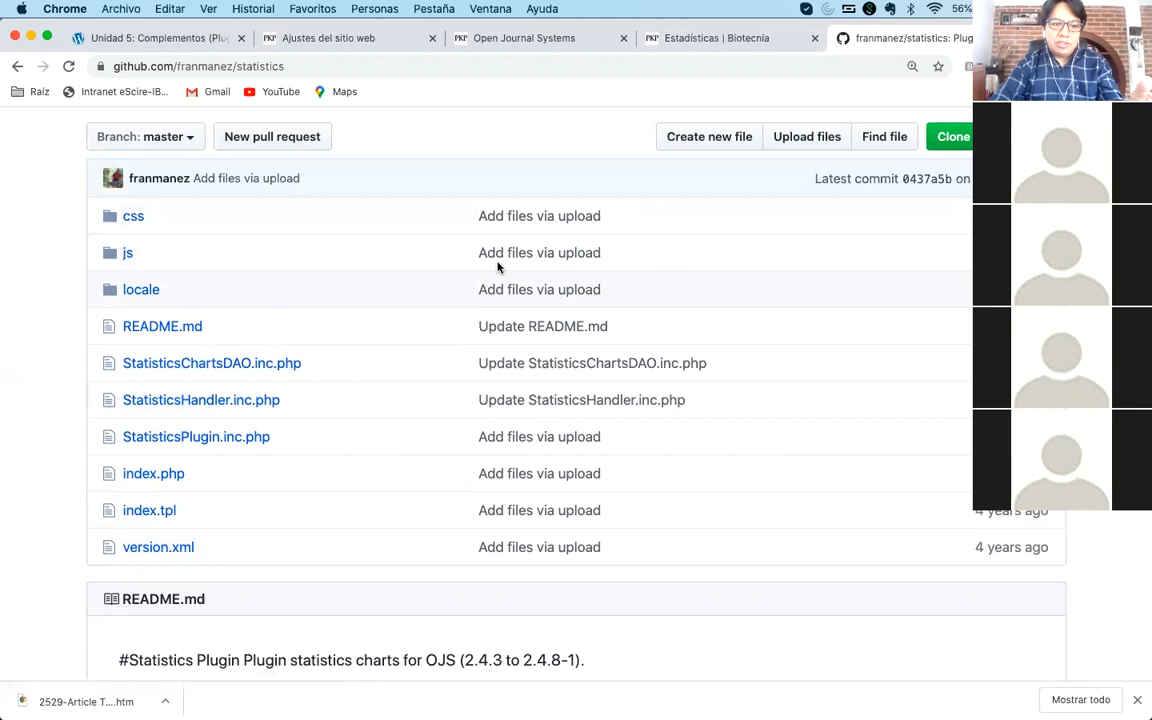 Chrome Archivo Editar Ver Historial Favoritos Personas Pestaña Ventana Ayuda 56%
Unidad 5: Complementos (Plu Ajustes del sitio web Open Journal Systems Estadísticas | Biotecnia franmanez/statistics: Plug
github.com/franmanez/statistics
Raíz Intranet eScire-IB... Gmail YouTube Maps
Branch: master New pull request Create new file Upload files Find file Clone
franmanez Add files via upload Latest commit 0437a5b on
css Add files via upload
js Add files via upload
locale Add files via upload
README.md Update README.md
StatisticsChartsDAO.inc.php Update StatisticsChartsDAO.inc.php
StatisticsHandler.inc.php Update StatisticsHandler.inc.php
StatisticsPlugin.inc.php Add files via upload
index.php Add files via upload
index.tpl Add files via upload 4 years ago
version.xml Add files via upload 4 years ago
README.md
#Statistics Plugin Plugin statistics charts for OJS (2.4.3 to 2.4.8-1).
2529-Article T....htm Mostrar todo